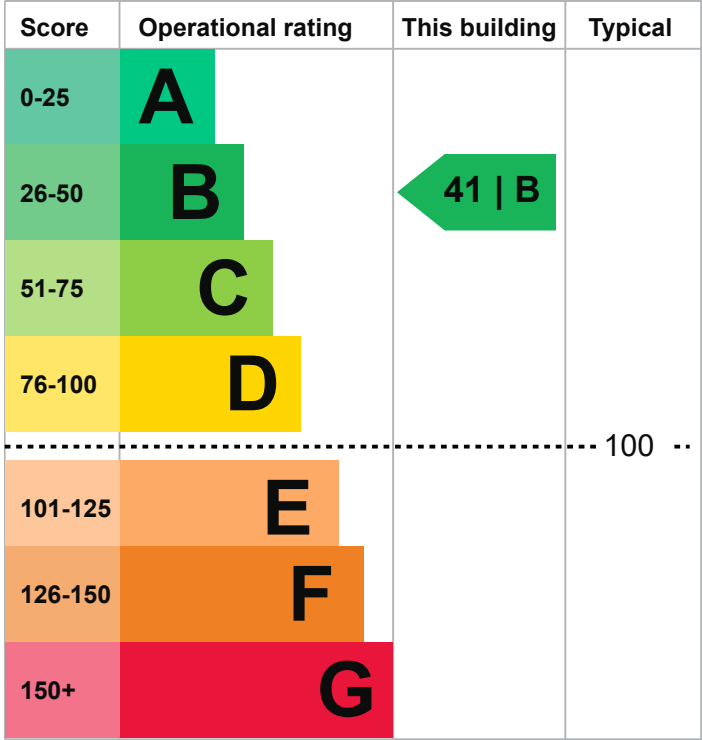 Score Operational rating This building Typical
0-25 A
26-50 B 41 | B
51-75 C
76-100 D
100
101-125 E
126-150 F
150+ G